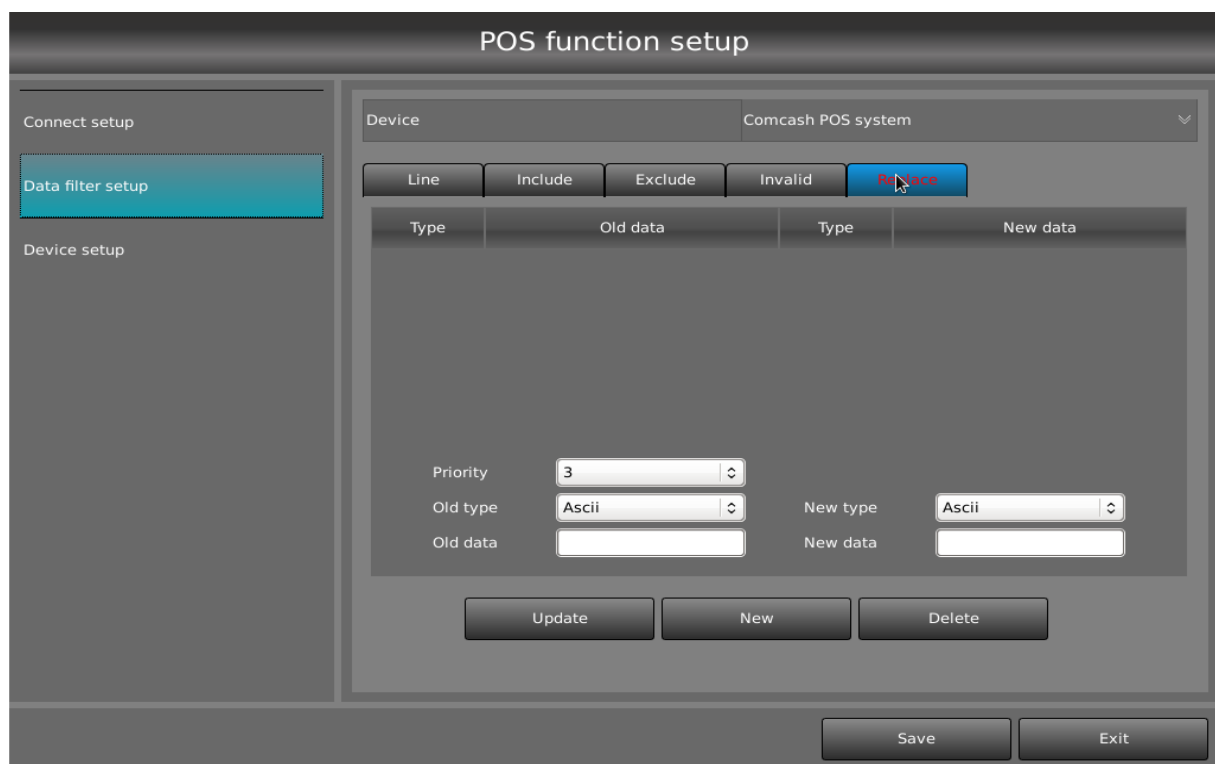 POS function setup
Connect setup
Data filter setup
Device setup
Device Comcash POS system
Line Include Exclude Invalid Replace
Type Old data Type New data
Priority 3
Old type Ascii New type Ascii
Old data New data
Update New Delete
Save Exit